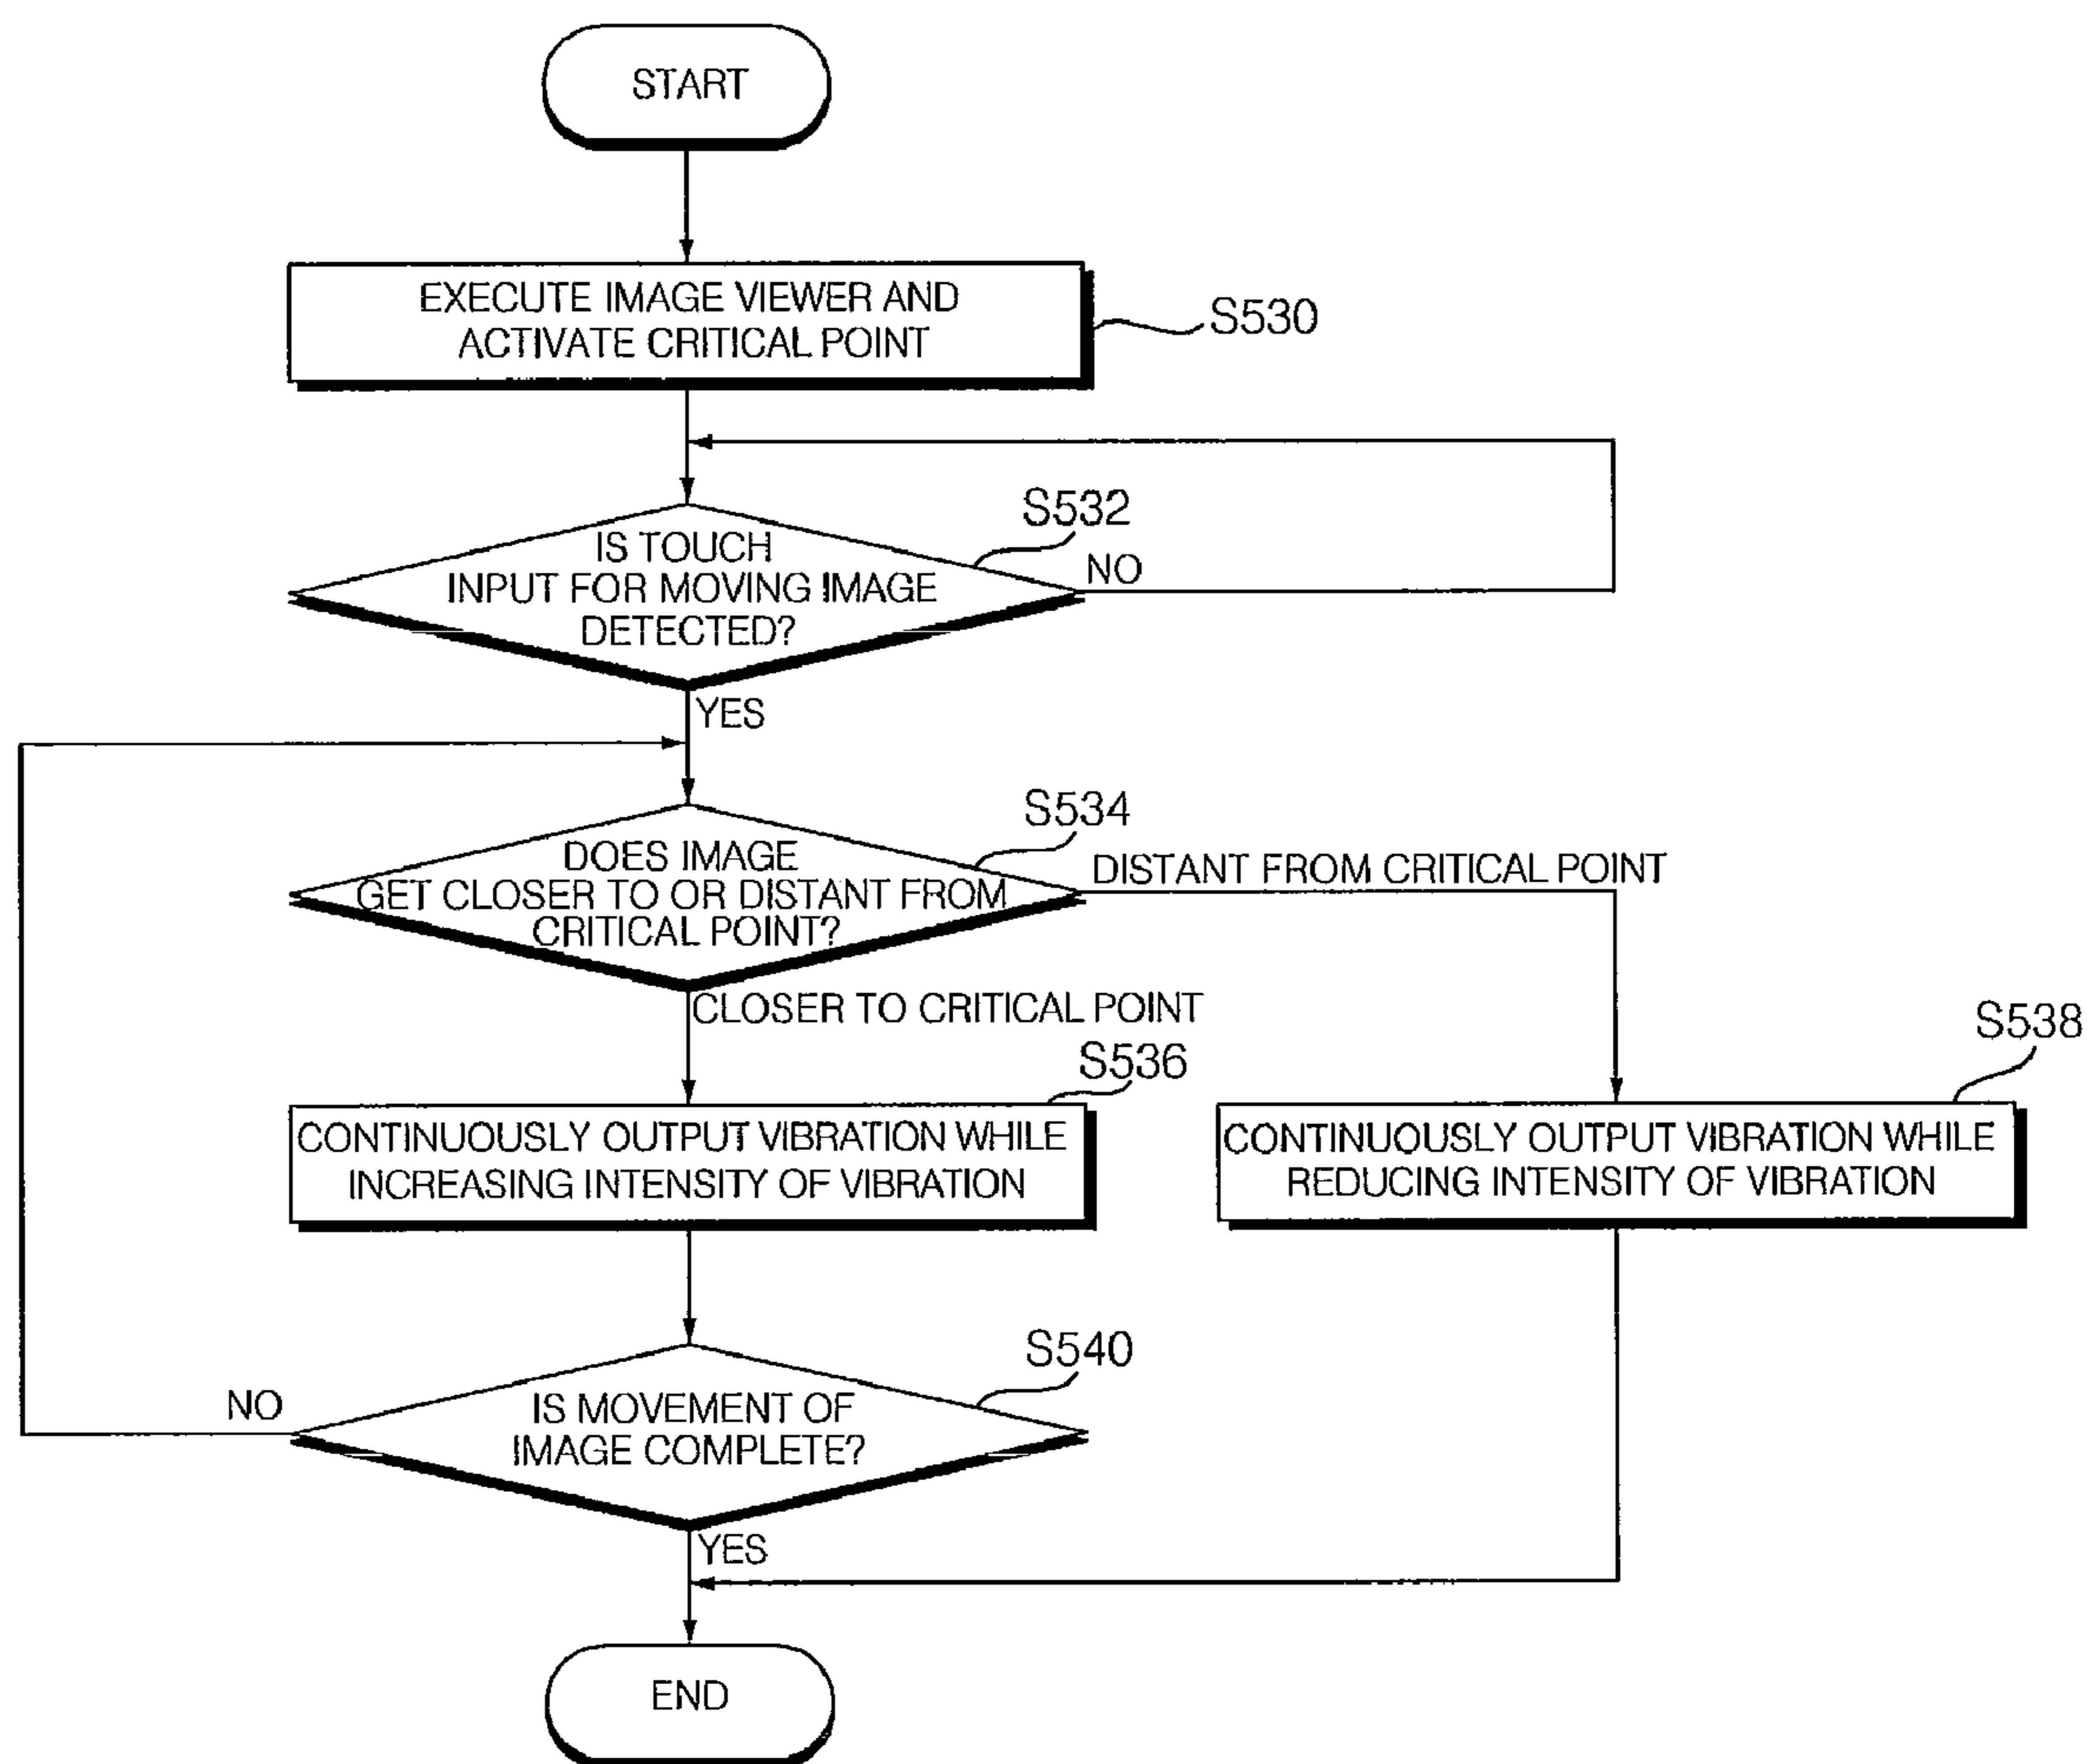 START
EXECUTE IMAGE VIEWER AND
ACTIVATE CRITICAL POINT
S530
S532
IS TOUCH
INPUT FOR MOVING IMAGE
DETECTED?
NO
YES
S534
DOES IMAGE
GET CLOSER TO OR DISTANT FROM
CRITICAL POINT?
DISTANT FROM CRITICAL POINT
CLOSER TO CRITICAL POINT
S536
CONTINUOUSLY OUTPUT VIBRATION WHILE
INCREASING INTENSITY OF VIBRATION
S538
CONTINUOUSLY OUTPUT VIBRATION WHILE
REDUCING INTENSITY OF VIBRATION
S540
IS MOVEMENT OF
IMAGE COMPLETE?
NO
YES
END